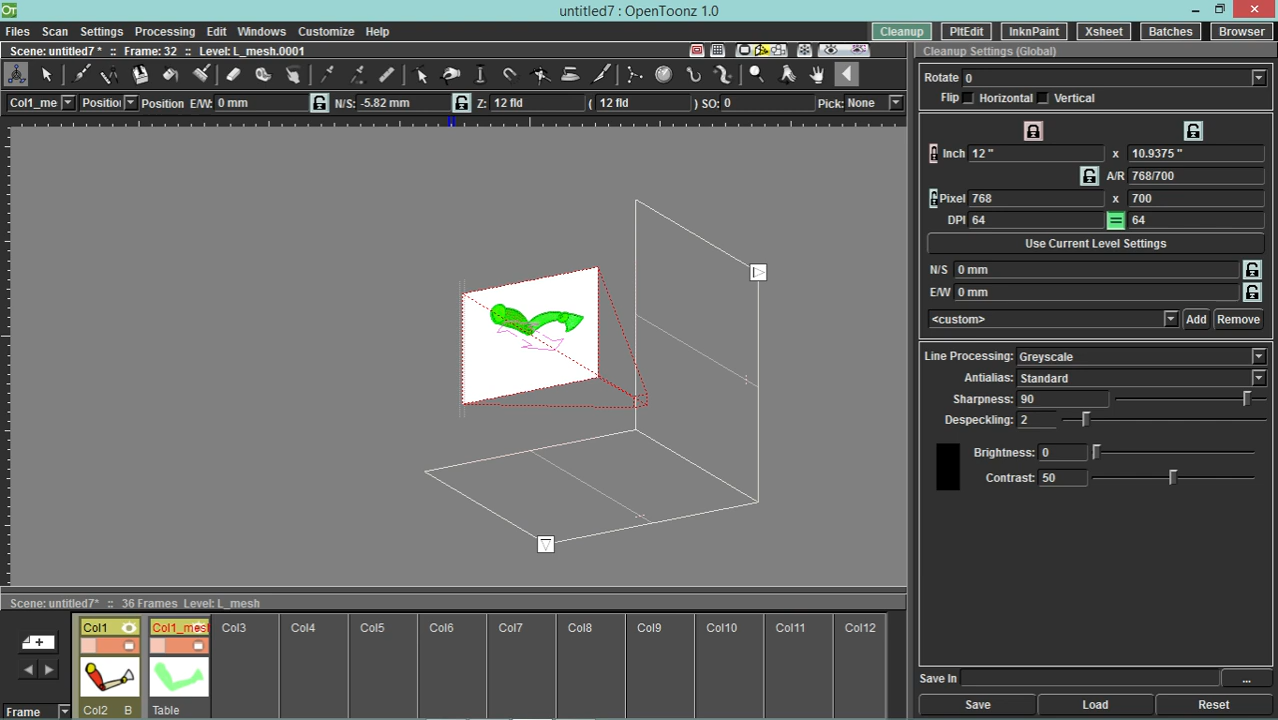 untitled7 : OpenToonz 1.0
Files Scan Settings Processing Edit Windows Customize Help
Cleanup PltEdit InknPaint Xsheet Batches Browser
Scene: untitled7 * :: Frame: 32 :: Level: L_mesh.0001
Cleanup Settings (Global)
Rotate 0
Flip Horizontal Vertical
Col1_me Position Position E/W: 0 mm N/S: -5.82 mm Z: 12 fld ( 12 fld ) SO: 0 Pick: None
Inch 12 " x 10.9375 "
A/R 768/700
Pixel 768 x 700
DPI 64 = 64
Use Current Level Settings
N/S 0 mm
E/W 0 mm
<custom> Add Remove
Line Processing: Greyscale
Antialias: Standard
Sharpness: 90
Despeckling: 2
Brightness: 0
Contrast: 50
Scene: untitled7* :: 36 Frames Level: L_mesh
Col1 Col1_mesh Col3 Col4 Col5 Col6 Col7 Col8 Col9 Col10 Col11 Col12
Frame Col2 B Table
Save In ...
Save Load Reset